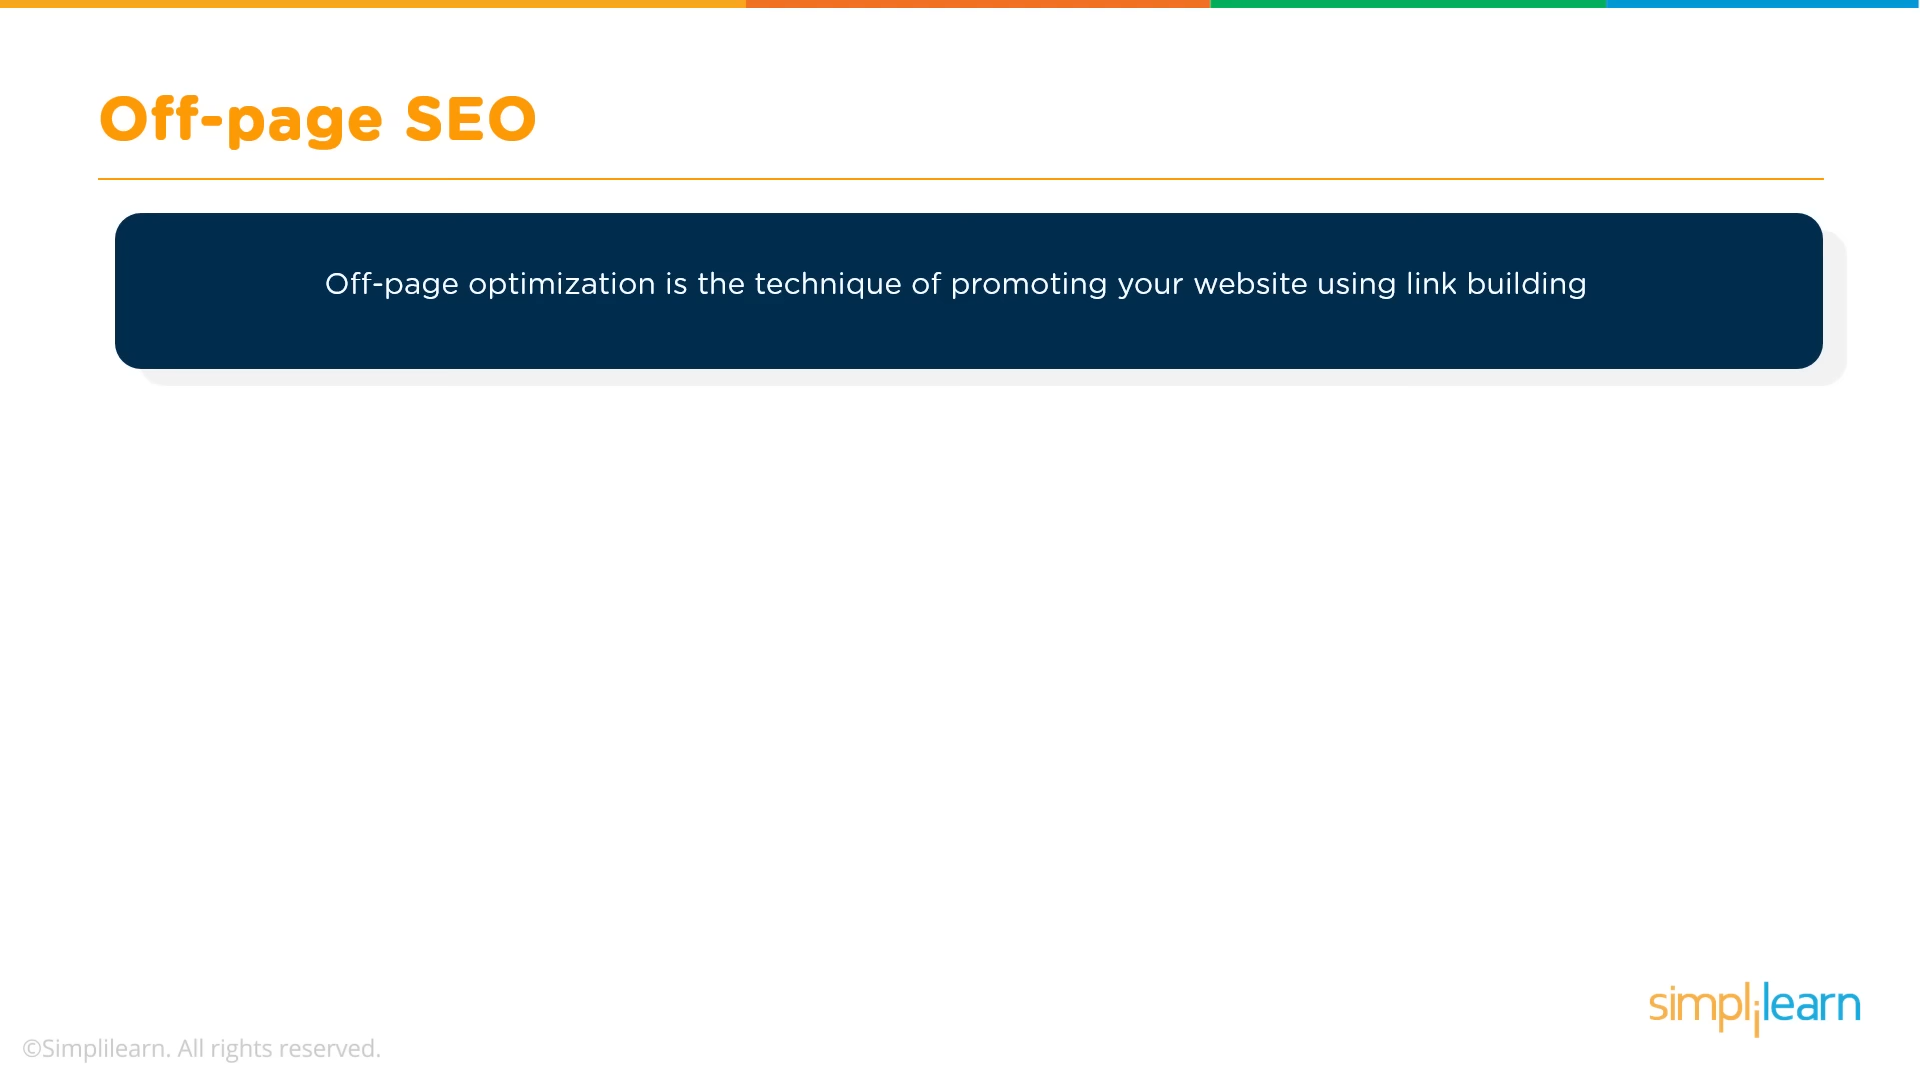 Off-page SEO
Off-page optimization is the technique of promoting your website using link building
simplilearn
©Simplilearn. All rights reserved.